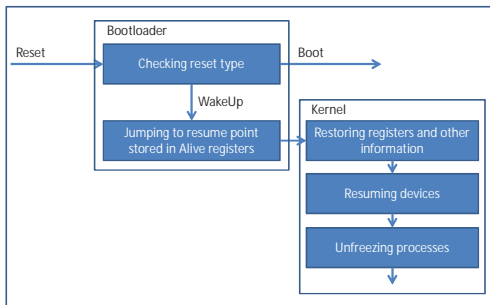 Bootloader
Reset
Checking reset type
Boot
WakeUp
Jumping to resume point
stored in Alive registers
Kernel
Restoring registers and other
information
Resuming devices
Unfreezing processes